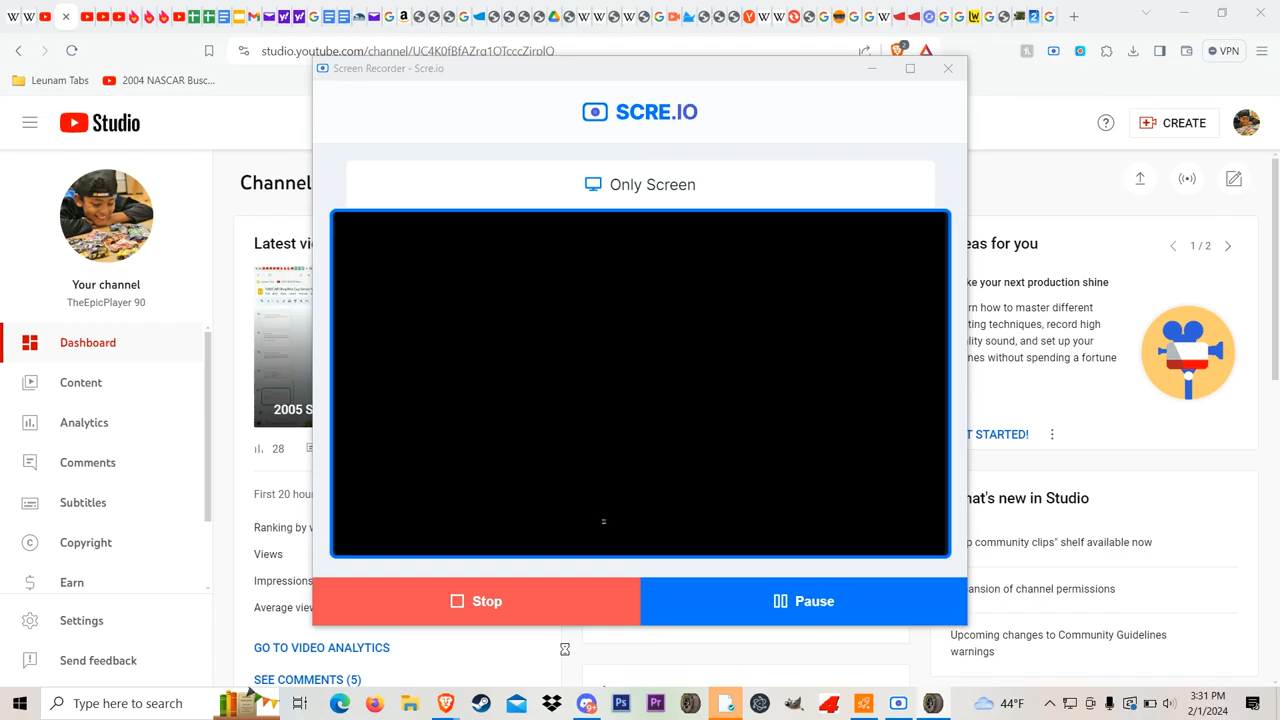 studio.youtube.com/channel/UC4K0fBfAZrq1OTcccZirplQ
2
VPN
Leunam Tabs
2004 NASCAR Busc...
Screen Recorder - Scre.io
SCRE.IO
Studio
CREATE
Only Screen
Channel
Your channel
TheEpicPlayer 90
Dashboard
Content
Analytics
Comments
Subtitles
Copyright
Earn
Settings
Send feedback
Latest vi
2005 S
28
First 20 hou
Ranking by v
Views
Impressions
Average view
GO TO VIDEO ANALYTICS
SEE COMMENTS (5)
Stop
Pause
eas for you
1 / 2
ke your next production shine
rn how to master different
ting techniques, record high
lity sound, and set up your
nes without spending a fortune
T STARTED!
hat's new in Studio
p community clips" shelf available now
ansion of channel permissions
Upcoming changes to Community Guidelines
warnings
Type here to search
9+
44°F
3:31 PM
2/1/2024